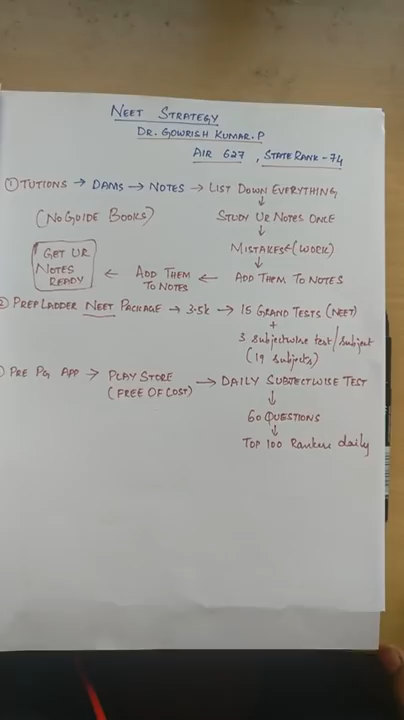 NEET STRATEGY
DR. GOWRISH KUMAR. P
AIR 627, STATE RANK-74
① TUTIONS → DAMS → NOTES → LIST DOWN EVERYTHING
↓
(NO GUIDE BOOKS) STUDY UR NOTES ONCE
↓
MISTAKES ← (WORK)
↓
GET UR NOTES READY ← ADD THEM TO NOTES ← ADD THEM TO NOTES
② PREPLADDER NEET PACKAGE → 3.5K → 15 GRAND TESTS (NEET)
+
3 subjectwise test/subject
(19 subjects)
) PRE PG APP → PLAY STORE → DAILY SUBJECTWISE TEST
(FREE OF COST)
↓
60 QUESTIONS
↓
TOP 100 Rankers daily